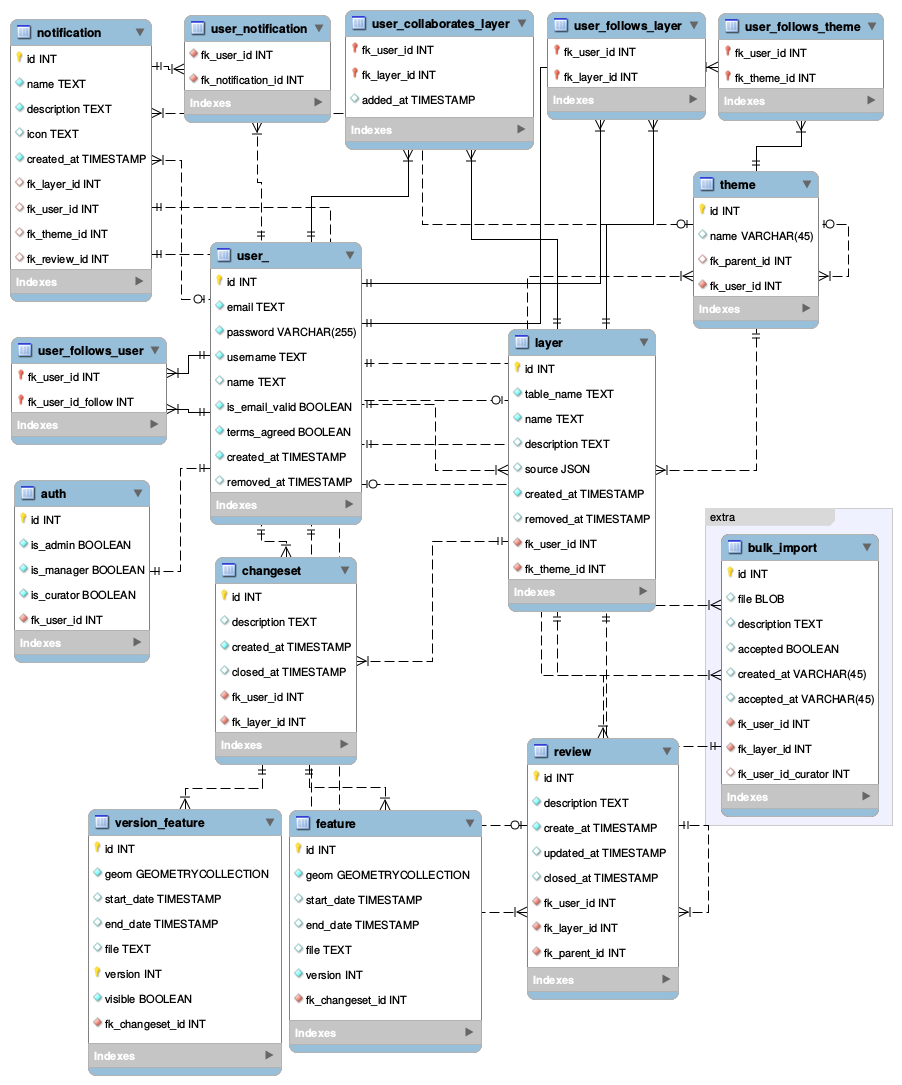 notification
id INT
name TEXT
description TEXT
icon TEXT
created_at TIMESTAMP
fk_layer_id INT
fk_user_id INT
fk_theme_id INT
fk_review_id INT
Indexes
user_notification
fk_user_id INT
fk_notification_id INT
Indexes
user_collaborates_layer
fk_user_id INT
fk_layer_id INT
added_at TIMESTAMP
Indexes
user_follows_layer
fk_user_id INT
fk_layer_id INT
Indexes
user_follows_theme
fk_user_id INT
fk_theme_id INT
Indexes
theme
id INT
name VARCHAR(45)
fk_parent_id INT
fk_user_id INT
Indexes
user_
id INT
email TEXT
password VARCHAR(255)
username TEXT
name TEXT
is_email_valid BOOLEAN
terms_agreed BOOLEAN
created_at TIMESTAMP
removed_at TIMESTAMP
Indexes
user_follows_user
fk_user_id INT
fk_user_id_follow INT
Indexes
layer
id INT
table_name TEXT
name TEXT
description TEXT
source JSON
created_at TIMESTAMP
removed_at TIMESTAMP
fk_user_id INT
fk_theme_id INT
Indexes
auth
id INT
is_admin BOOLEAN
is_manager BOOLEAN
is_curator BOOLEAN
fk_user_id INT
Indexes
changeset
id INT
description TEXT
created_at TIMESTAMP
closed_at TIMESTAMP
fk_user_id INT
fk_layer_id INT
Indexes
extra
bulk_import
id INT
file BLOB
description TEXT
accepted BOOLEAN
created_at VARCHAR(45)
accepted_at VARCHAR(45)
fk_user_id INT
fk_layer_id INT
fk_user_id_curator INT
Indexes
review
id INT
description TEXT
create_at TIMESTAMP
updated_at TIMESTAMP
closed_at TIMESTAMP
fk_user_id INT
fk_layer_id INT
fk_parent_id INT
Indexes
version_feature
id INT
geom GEOMETRYCOLLECTION
start_date TIMESTAMP
end_date TIMESTAMP
file TEXT
version INT
visible BOOLEAN
fk_changeset_id INT
Indexes
feature
id INT
geom GEOMETRYCOLLECTION
start_date TIMESTAMP
end_date TIMESTAMP
file TEXT
version INT
fk_changeset_id INT
Indexes